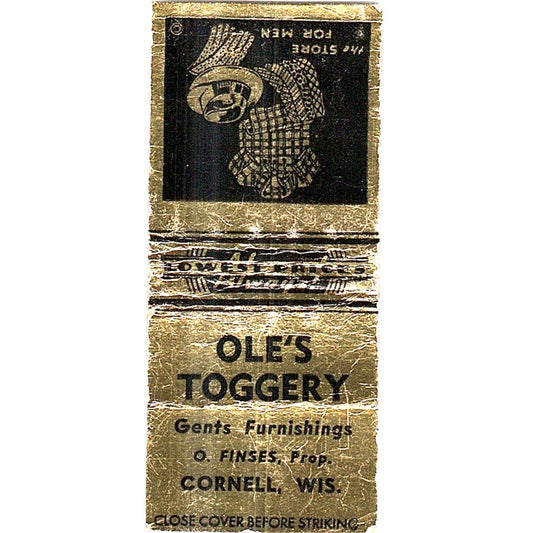 the STORE
FOR MEN
LOWEST PRICES
OLE'S
TOGGERY
Gents Furnishings
O. FINSES, Prop.
CORNELL, WIS.
CLOSE COVER BEFORE STRIKING